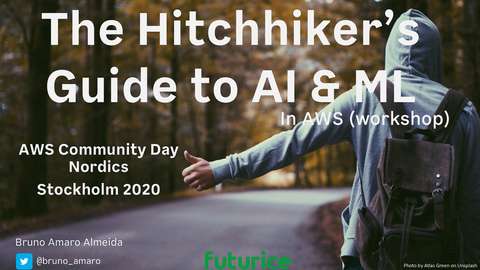 The Hitchhiker's
Guide to AI & ML
In AWS (workshop)
AWS Community Day
Nordics
Stockholm 2020
Bruno Amaro Almeida
@bruno_amaro
futurice
Photo by Atlas Green on Unsplash